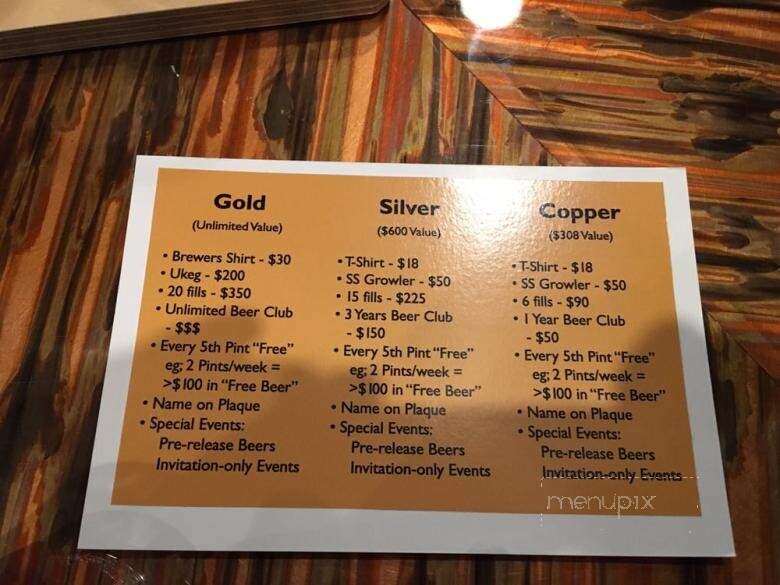 Gold
(Unlimited Value)
• Brewers Shirt - $30
• Ukeg - $200
• 20 fills - $350
• Unlimited Beer Club
- $$$
• Every 5th Pint "Free"
eg; 2 Pints/week =
>$100 in "Free Beer"
• Name on Plaque
• Special Events:
Pre-release Beers
Invitation-only Events
Silver
($600 Value)
• T-Shirt - $18
• SS Growler - $50
• 15 fills - $225
• 3 Years Beer Club
- $150
• Every 5th Pint "Free"
eg; 2 Pints/week =
>$100 in "Free Beer"
• Name on Plaque
• Special Events:
Pre-release Beers
Invitation-only Events
Copper
($308 Value)
• T-Shirt - $18
• SS Growler - $50
• 6 fills - $90
• 1 Year Beer Club
- $50
• Every 5th Pint "Free"
eg; 2 Pints/week =
>$100 in "Free Beer"
• Name on Plaque
• Special Events:
Pre-release Beers
Invitation-only Events
menupix